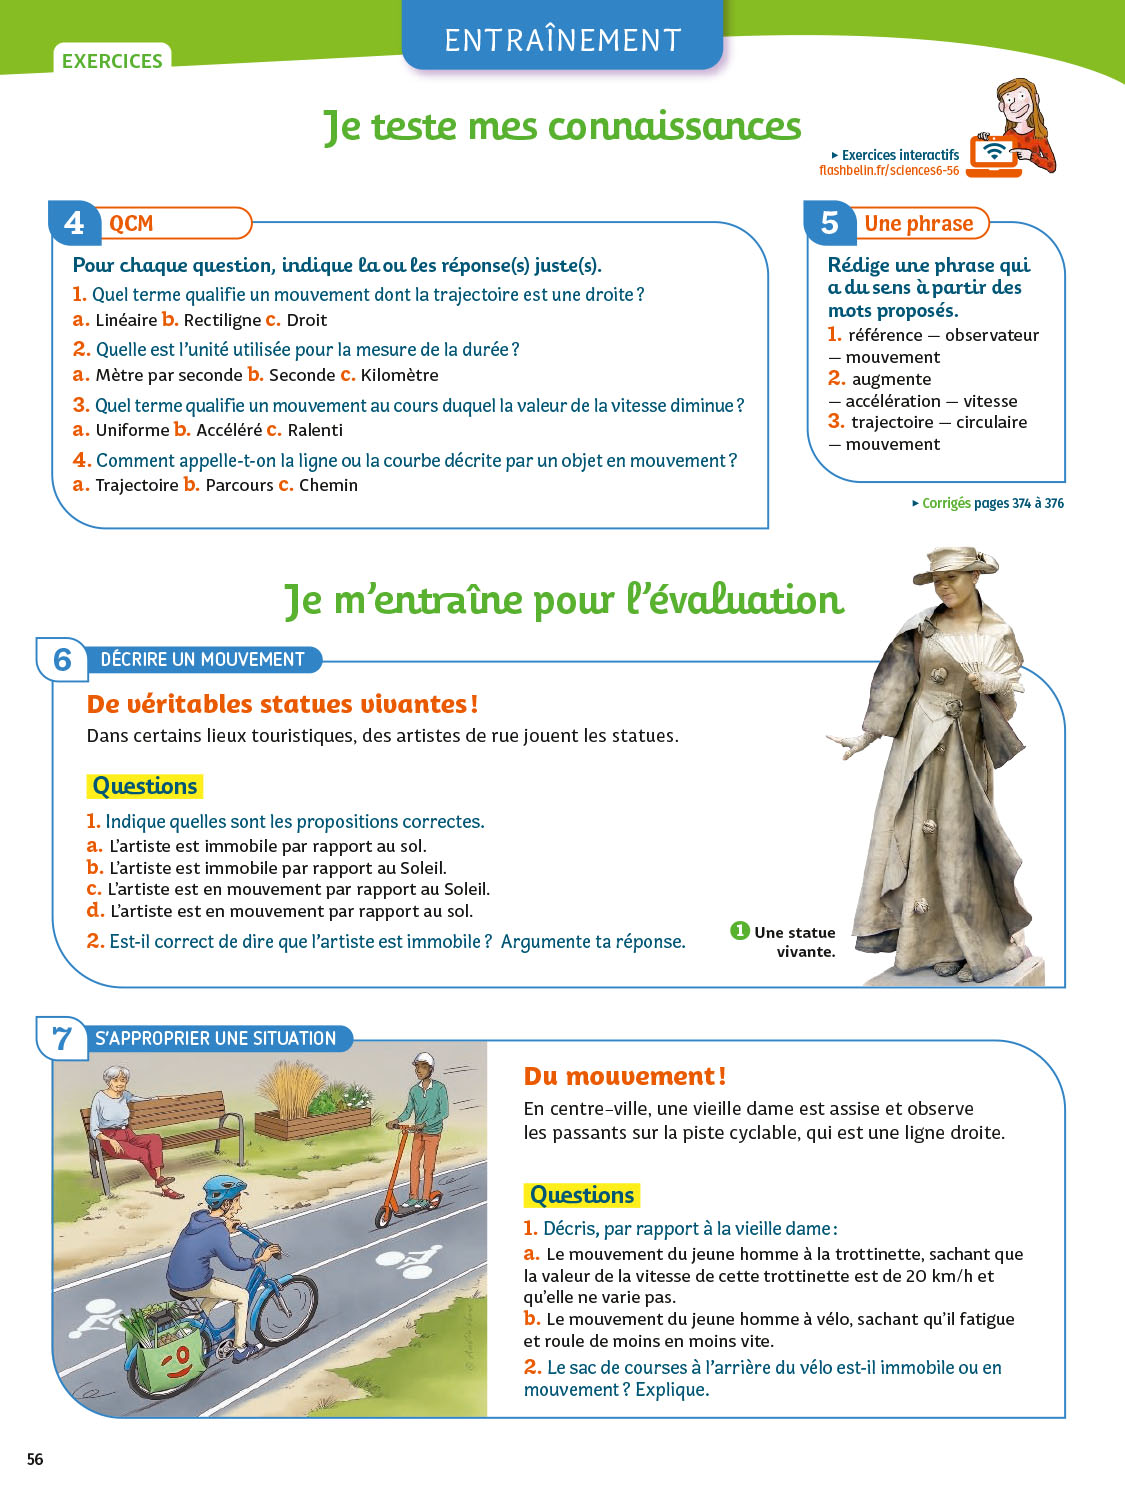 EXERCICES
ENTRAÎNEMENT
Je teste mes connaissances
▸ Exercices interactifs
flashbelin.fr/sciences6-56
4 QCM
Pour chaque question, indique la ou les réponse(s) juste(s).
1. Quel terme qualifie un mouvement dont la trajectoire est une droite ?
a. Linéaire b. Rectiligne c. Droit
2. Quelle est l'unité utilisée pour la mesure de la durée ?
a. Mètre par seconde b. Seconde c. Kilomètre
3. Quel terme qualifie un mouvement au cours duquel la valeur de la vitesse diminue ?
a. Uniforme b. Accéléré c. Ralenti
4. Comment appelle-t-on la ligne ou la courbe décrite par un objet en mouvement ?
a. Trajectoire b. Parcours c. Chemin
5 Une phrase
Rédige une phrase qui
a du sens à partir des
mots proposés.
1. référence – observateur
– mouvement
2. augmente
– accélération – vitesse
3. trajectoire – circulaire
– mouvement
▸ Corrigés pages 374 à 376
Je m'entraîne pour l'évaluation
6 DÉCRIRE UN MOUVEMENT
De véritables statues vivantes !
Dans certains lieux touristiques, des artistes de rue jouent les statues.
Questions
1. Indique quelles sont les propositions correctes.
a. L'artiste est immobile par rapport au sol.
b. L'artiste est immobile par rapport au Soleil.
c. L'artiste est en mouvement par rapport au Soleil.
d. L'artiste est en mouvement par rapport au sol.
2. Est-il correct de dire que l'artiste est immobile ? Argumente ta réponse.
1 Une statue
vivante.
7 S'APPROPRIER UNE SITUATION
Du mouvement !
En centre-ville, une vieille dame est assise et observe
les passants sur la piste cyclable, qui est une ligne droite.
Questions
1. Décris, par rapport à la vieille dame :
a. Le mouvement du jeune homme à la trottinette, sachant que
la valeur de la vitesse de cette trottinette est de 20 km/h et
qu'elle ne varie pas.
b. Le mouvement du jeune homme à vélo, sachant qu'il fatigue
et roule de moins en moins vite.
2. Le sac de courses à l'arrière du vélo est-il immobile ou en
mouvement ? Explique.
56